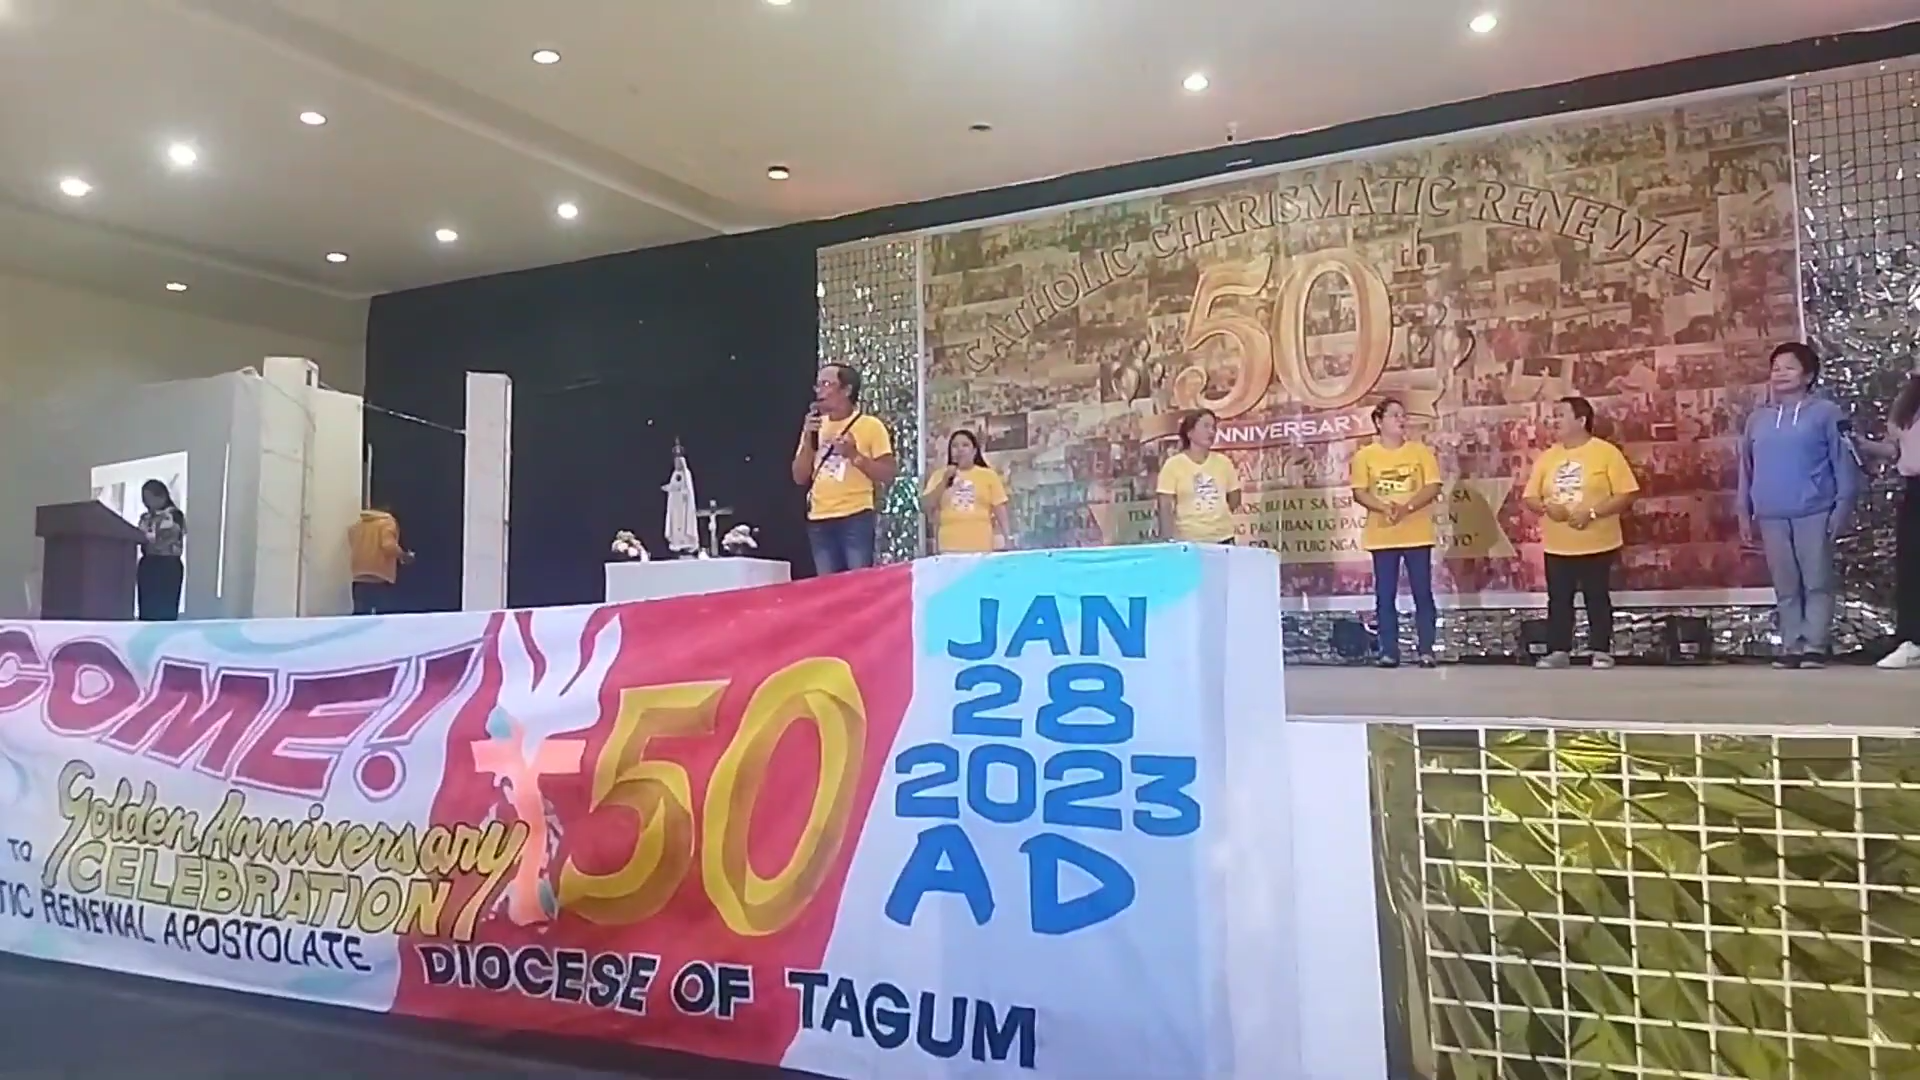 CATHOLIC CHARISMATIC RENEWAL
50th
NNIVERSARY
COME!
Golden Anniversary
TO CELEBRATION
TIC RENEWAL APOSTOLATE
50
DIOCESE OF TAGUM
JAN
28
2023
AD